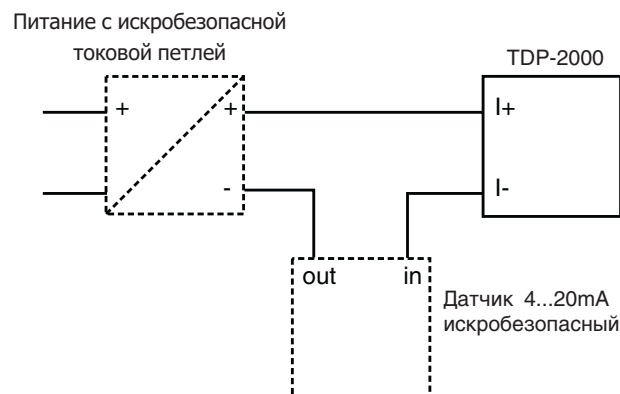 Питание с искробезопасной
токовой петлей
TDP-2000
+
+
I+
-
I-
out
in
Датчик 4...20mA
искробезопасный